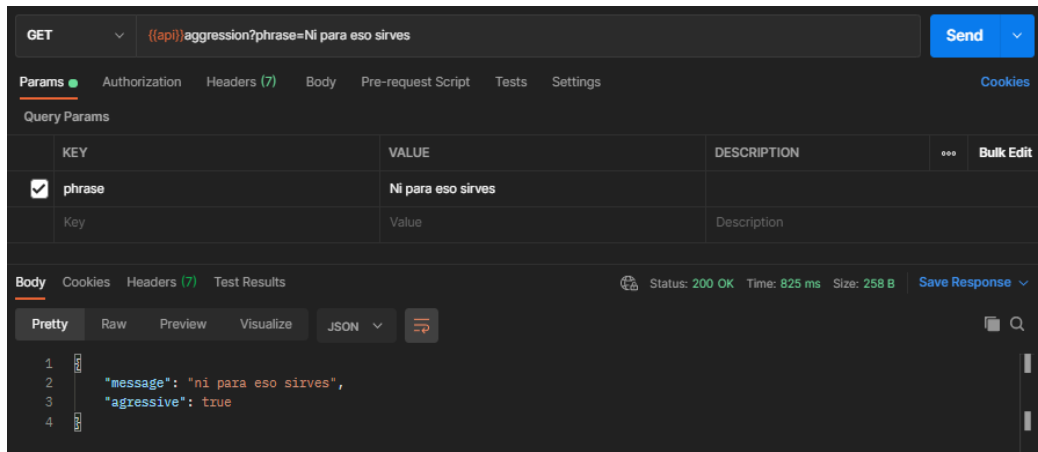 GET {{api}}aggression?phrase=Ni para eso sirves Send
Params Authorization Headers (7) Body Pre-request Script Tests Settings Cookies
Query Params
KEY VALUE DESCRIPTION ooo Bulk Edit
phrase Ni para eso sirves
Key Value Description
Body Cookies Headers (7) Test Results Status: 200 OK Time: 825 ms Size: 258 B Save Response
Pretty Raw Preview Visualize JSON
1 {
2 "message": "ni para eso sirves",
3 "agressive": true
4 }